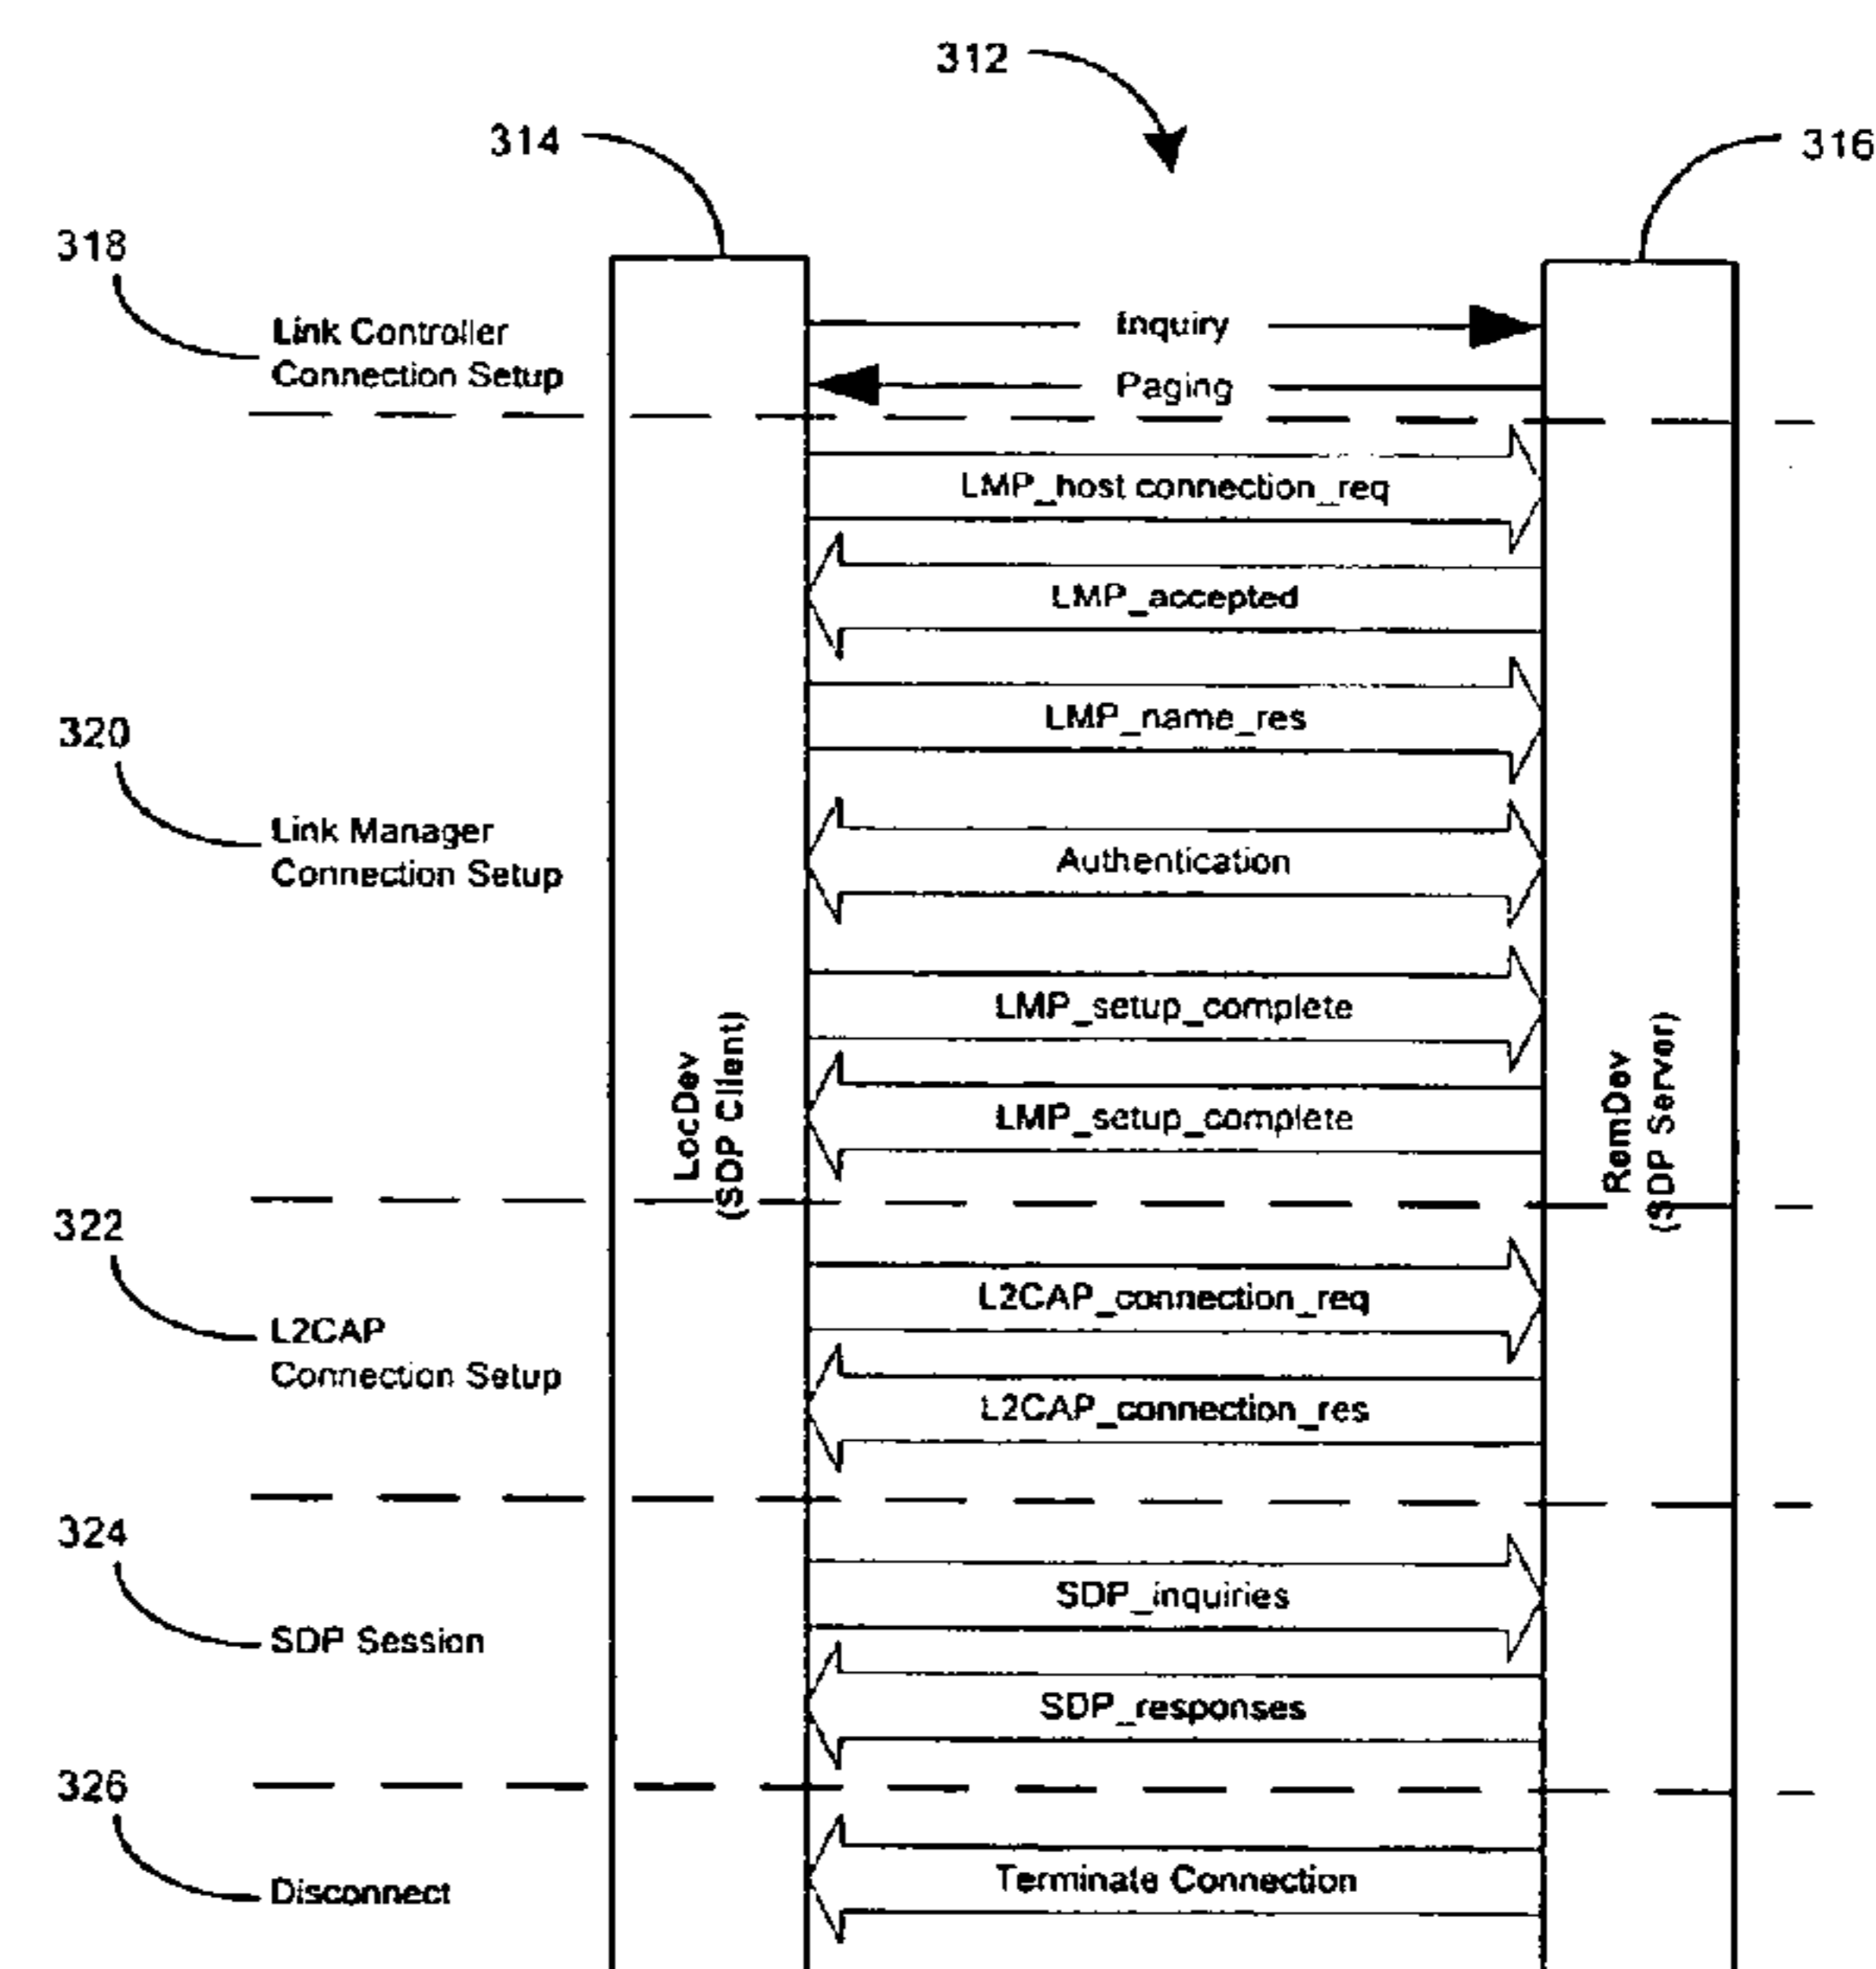 312
314
316
318
Link Controller
Connection Setup
Inquiry
Paging
LMP_host connection_req
LMP_accepted
LMP_name_res
320
Link Manager
Connection Setup
Authentication
LMP_setup_complete
LMP_setup_complete
LocDev
(SDP Client)
RemDev
(SDP Server)
322
L2CAP
Connection Setup
L2CAP_connection_req
L2CAP_connection_res
324
SDP Session
SDP_inquiries
SDP_responses
326
Disconnect
Terminate Connection